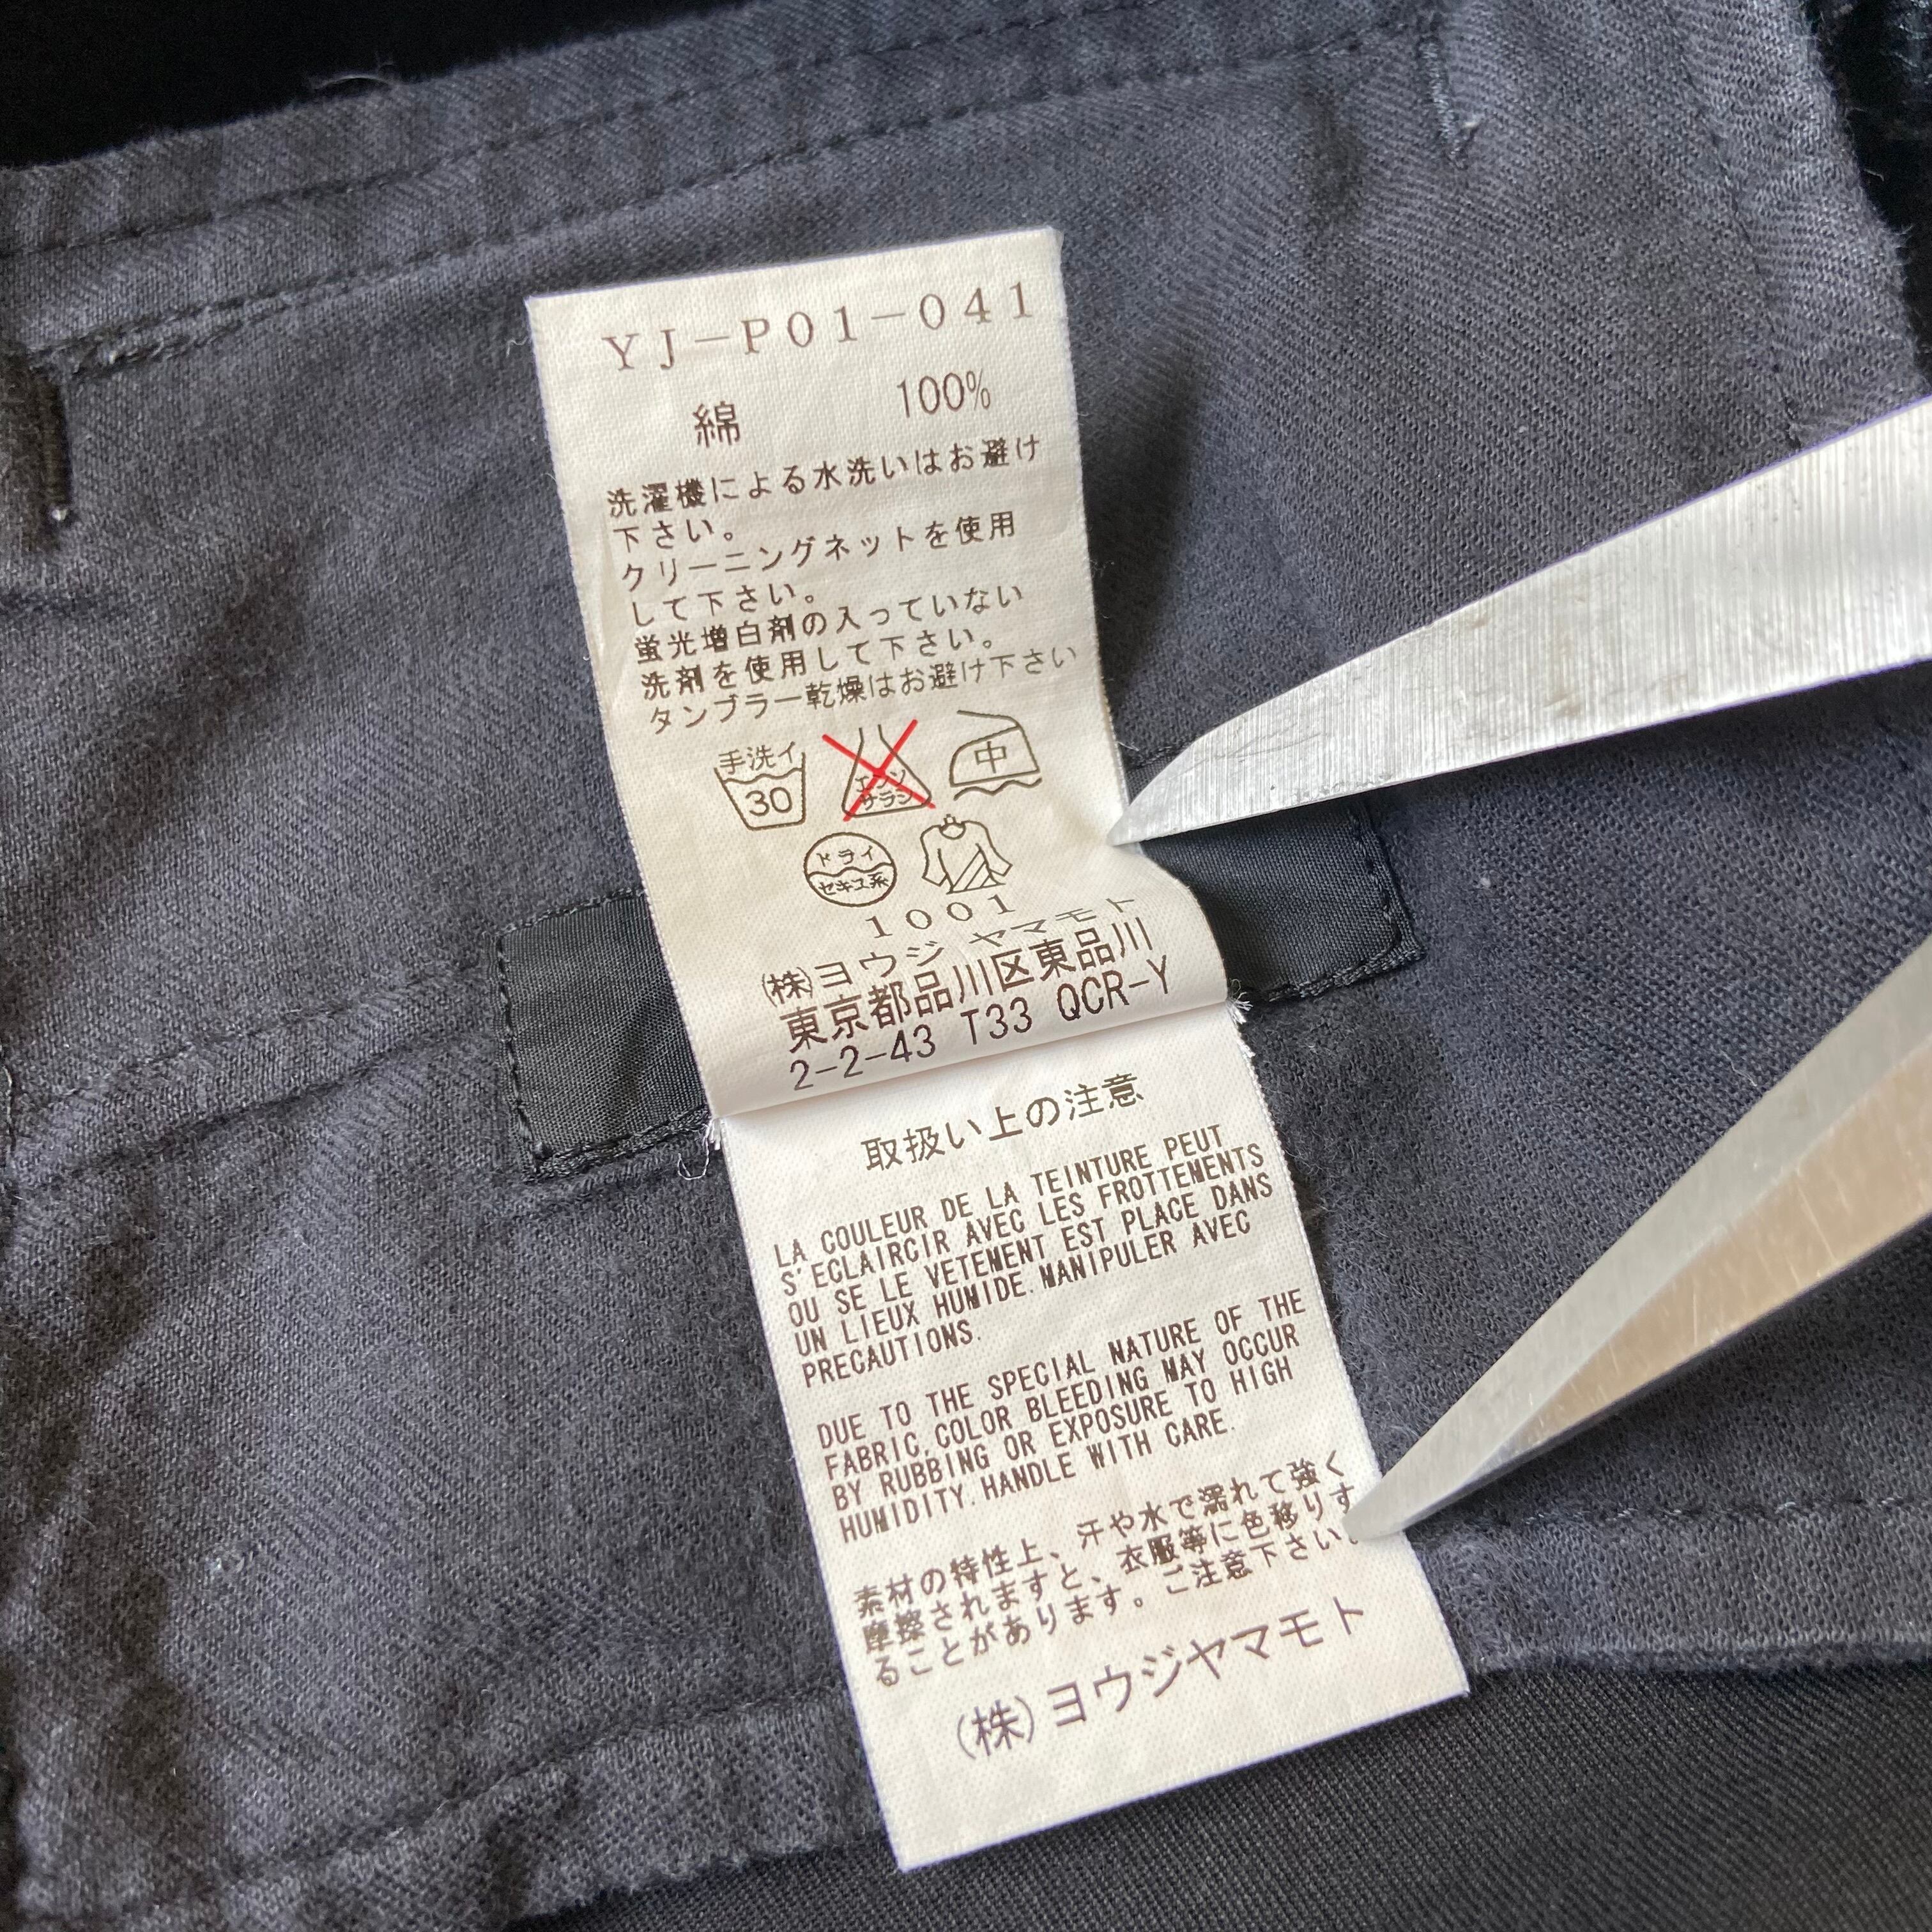 YJ-P01-041
綿 100%
洗濯機による水洗いはお避け
下さい。
クリーニングネットを使用
して下さい。
蛍光増白剤の入っていない
洗剤を使用して下さい。
タンブラー乾燥はお避け下さい
手洗イ
30
エンソ
サラシ
中
ドライ
セキユ系
1001
(株)ヨウジ ヤマモト
東京都品川区東品川
2-2-43 T33 QCR-Y
取扱い上の注意
LA COULEUR DE LA TEINTURE PEUT
S'ECLAIRCIR AVEC LES FROTTEMENTS
OU SE LE VETEMENT EST PLACE DANS
UN LIEUX HUMIDE.MANIPULER AVEC
PRECAUTIONS.
DUE TO THE SPECIAL NATURE OF THE
FABRIC,COLOR BLEEDING MAY OCCUR
BY RUBBING OR EXPOSURE TO HIGH
HUMIDITY.HANDLE WITH CARE.
素材の特性上、汗や水で濡れて強く
摩擦されますと、衣服等に色移りす
ることがあります。ご注意下さい。
(株)ヨウジヤマモト